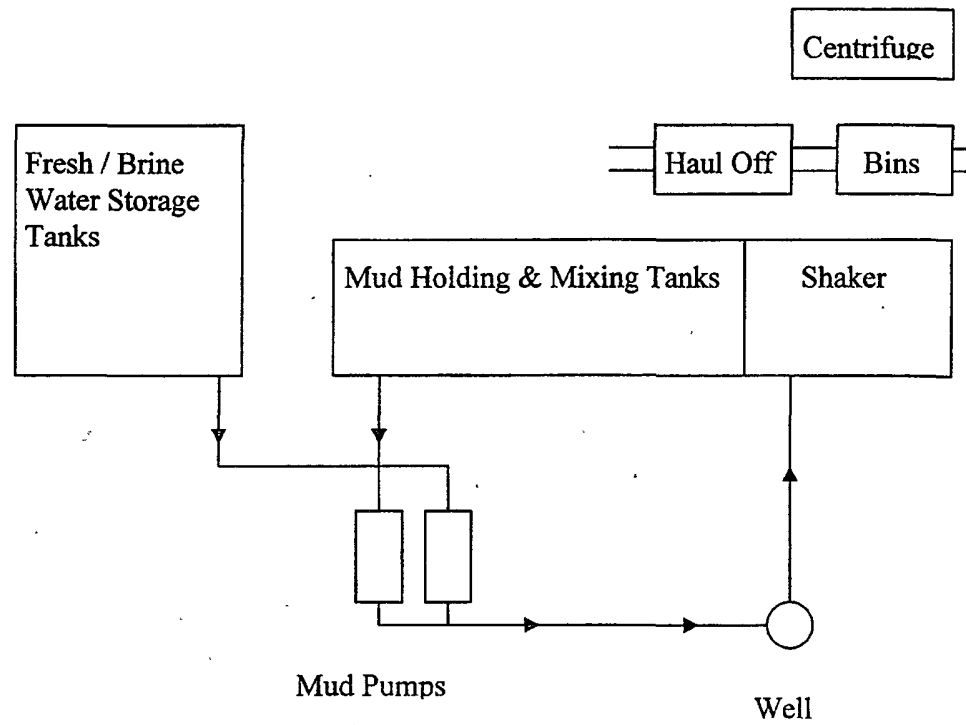 Centrifuge
Fresh / Brine
Water Storage
Tanks
Haul Off
Bins
Mud Holding & Mixing Tanks
Shaker
Mud Pumps
Well